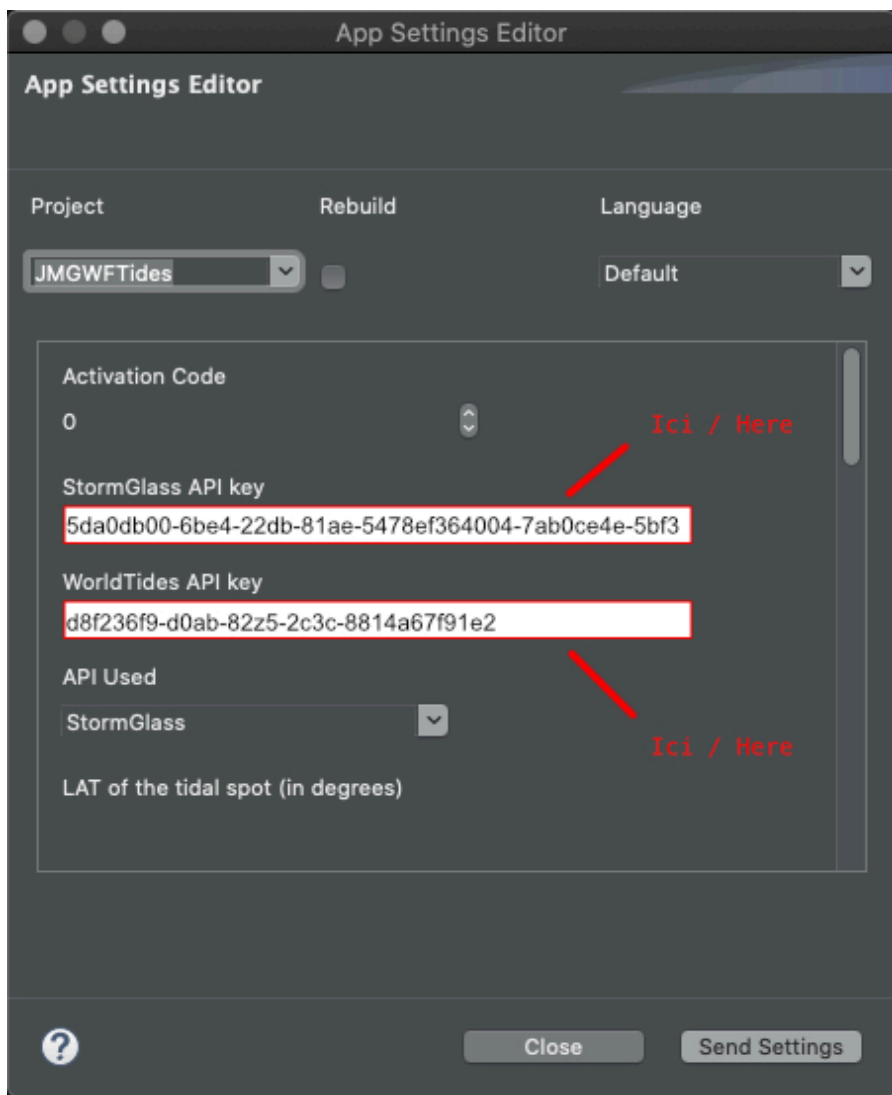 App Settings Editor
App Settings Editor
Project Rebuild Language
JMGWFTides Default
Activation Code
0
Ici / Here
StormGlass API key
5da0db00-6be4-22db-81ae-5478ef364004-7ab0ce4e-5bf3
WorldTides API key
d8f236f9-d0ab-82z5-2c3c-8814a67f91e2
API Used
StormGlass
Ici / Here
LAT of the tidal spot (in degrees)
? Close Send Settings